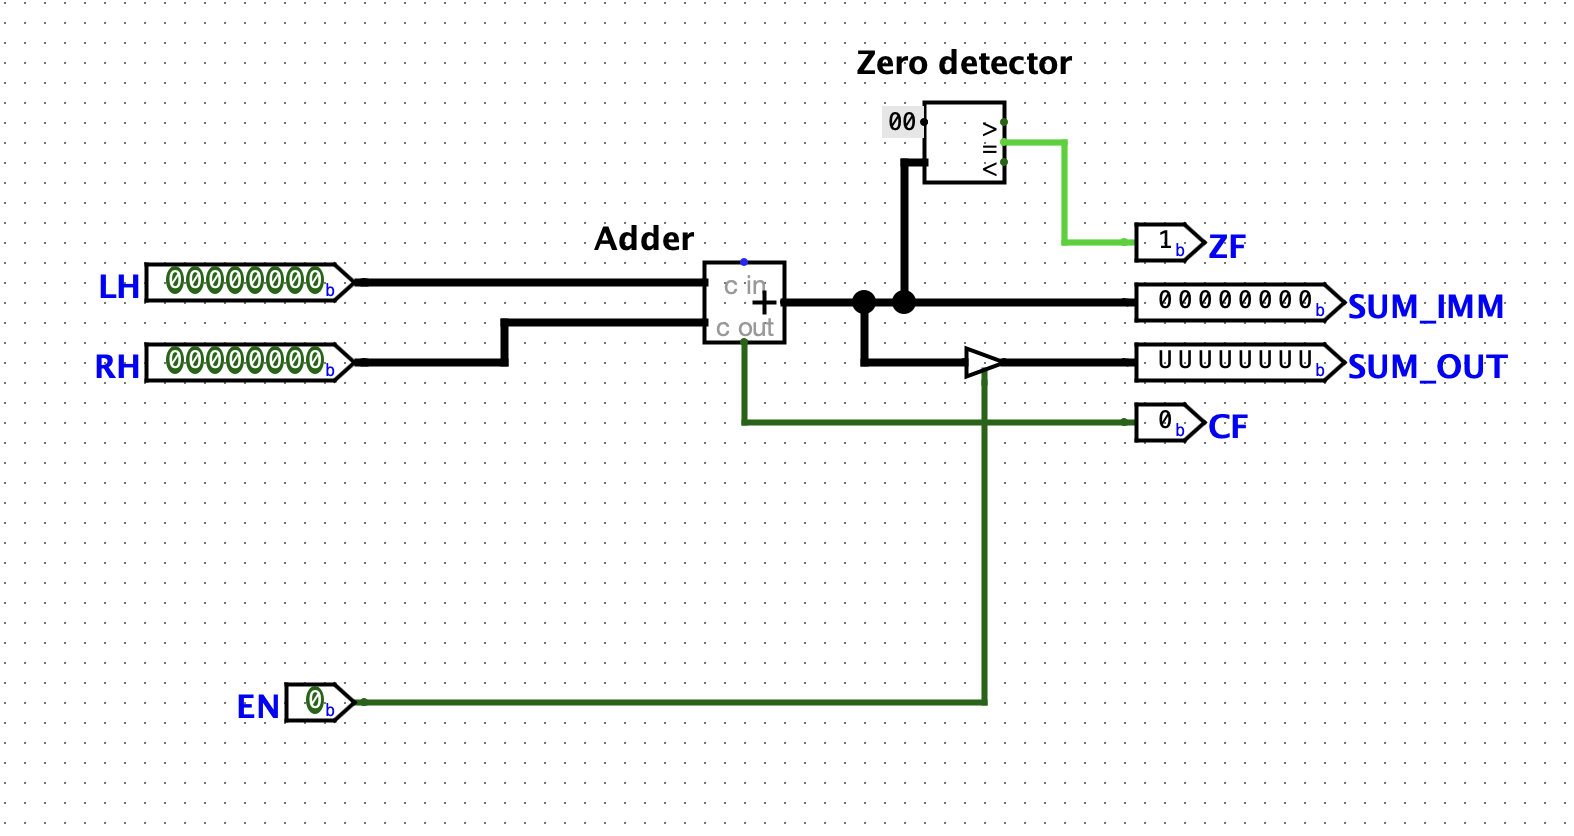 Zero detector
00
>
=
<
Adder
1b ZF
LH 00000000b
c in
+
00000000b SUM_IMM
c out
RH 00000000b
UUUUUUUUb SUM_OUT
0b CF
EN 0b